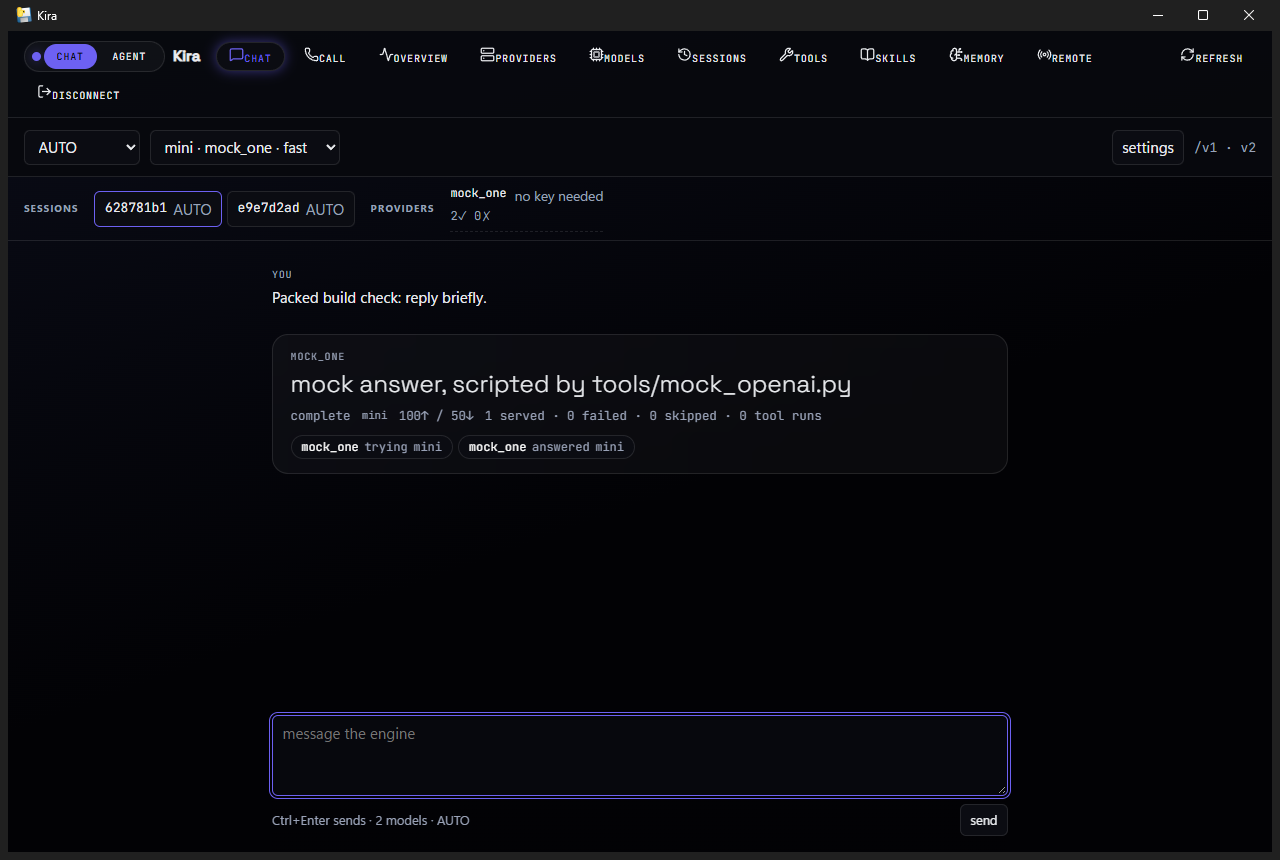 Kira
CHAT AGENT Kira CHAT CALL OVERVIEW PROVIDERS MODELS SESSIONS TOOLS SKILLS MEMORY REMOTE REFRESH
DISCONNECT
AUTO mini · mock_one · fast settings /v1 · v2
SESSIONS 628781b1 AUTO e9e7d2ad AUTO PROVIDERS mock_one no key needed
2✓ 0✗
YOU
Packed build check: reply briefly.
MOCK_ONE
mock answer, scripted by tools/mock_openai.py
complete mini 100↑ / 50↓ 1 served · 0 failed · 0 skipped · 0 tool runs
mock_one trying mini mock_one answered mini
message the engine
Ctrl+Enter sends · 2 models · AUTO send